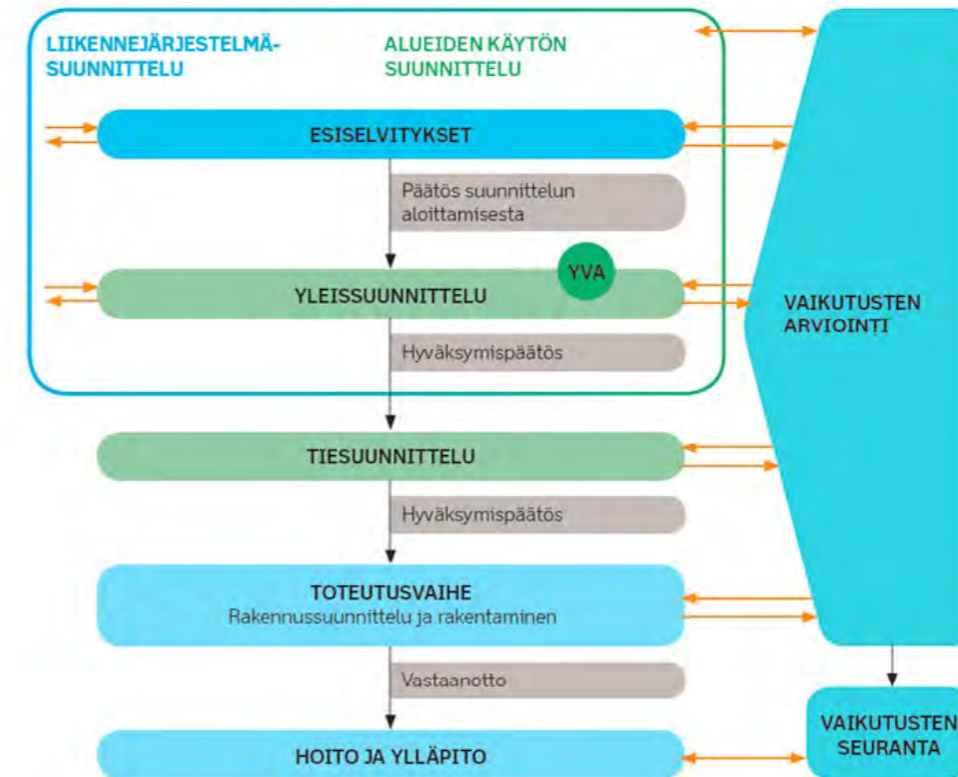 LIIKENNEJÄRJESTELMÄ-
SUUNNITTELU
ALUEIDEN KÄYTÖN
SUUNNITTELU
ESISELVITYKSET
Päätös suunnittelun
aloittamisesta
YVA
YLEISSUUNNITTELU
Hyväksymispäätös
VAIKUTUSTEN
ARVIOINTI
TIESUUNNITTELU
Hyväksymispäätös
TOTEUTUSVAIHE
Rakennussuunnittelu ja rakentaminen
Vastaanotto
HOITO JA YLLÄPITO
VAIKUTUSTEN
SEURANTA